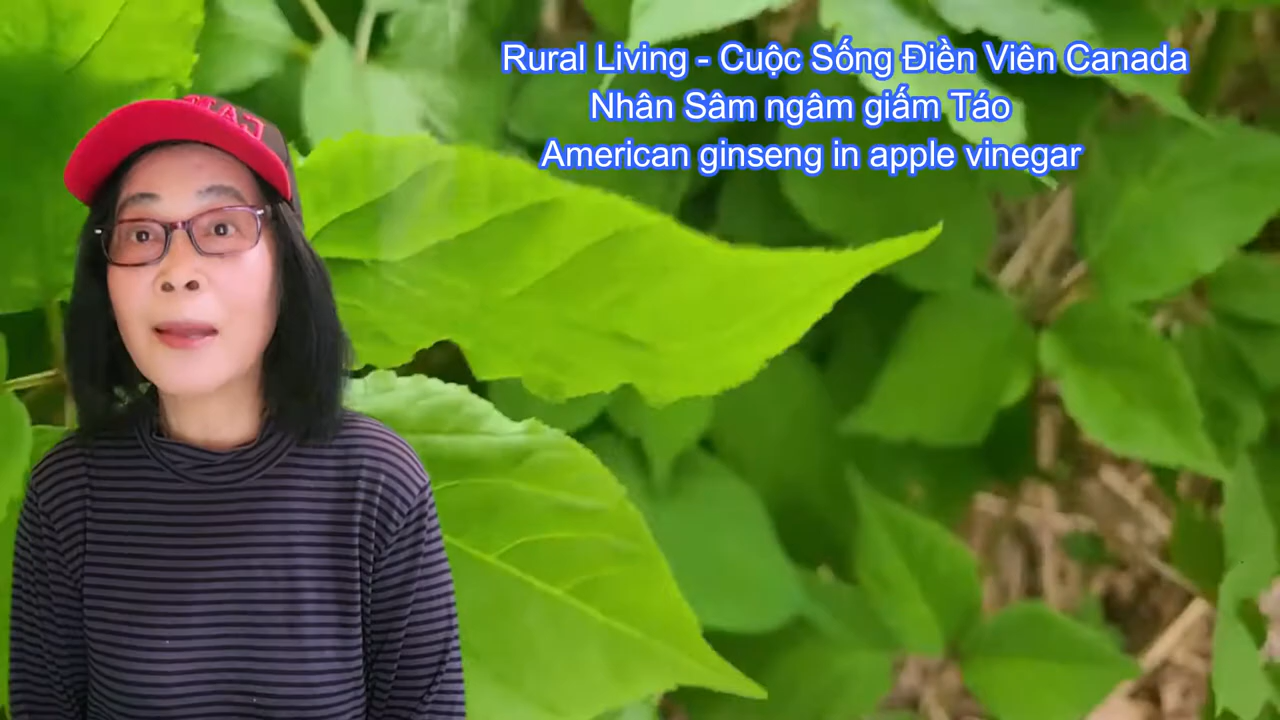 Rural Living - Cuộc Sống Điền Viên Canada
Nhân Sâm ngâm giấm Táo
American ginseng in apple vinegar